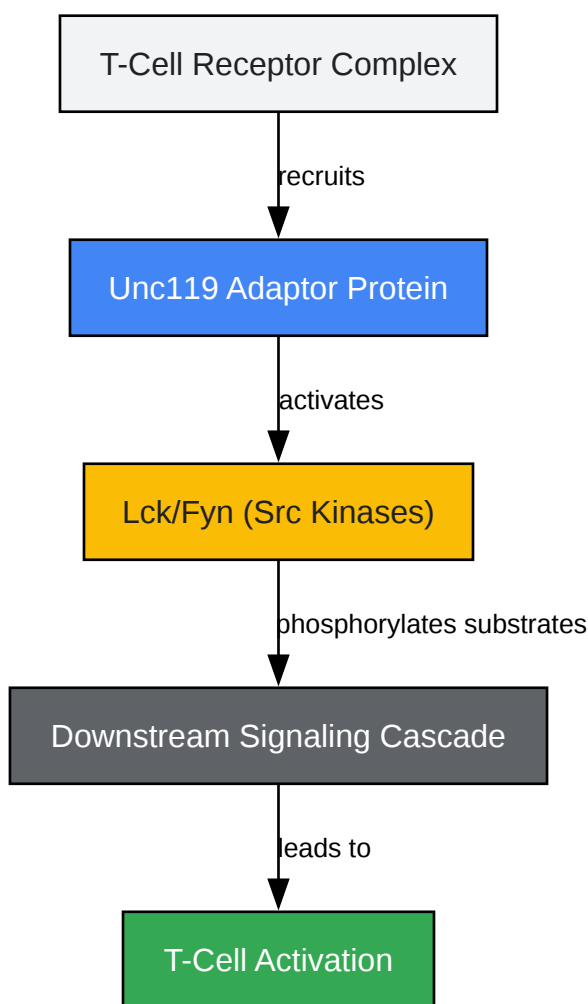 T-Cell Receptor Complex
recruits
Unc119 Adaptor Protein
activates
Lck/Fyn (Src Kinases)
phosphorylates substrates
Downstream Signaling Cascade
leads to
T-Cell Activation